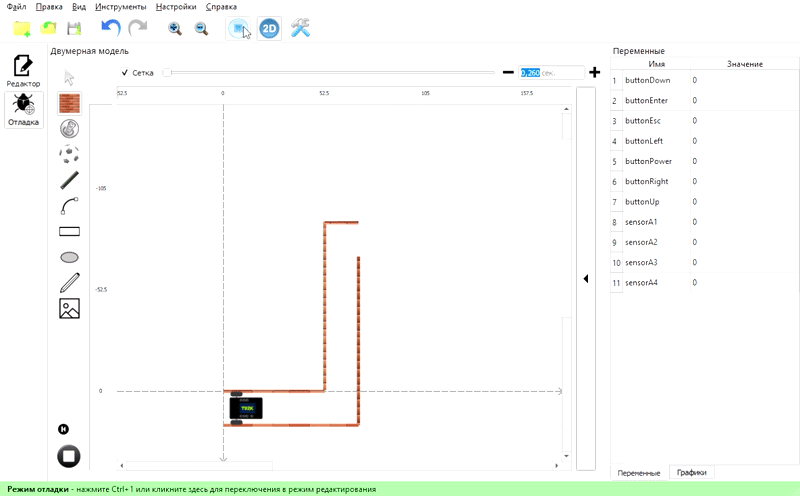 Файл Правка Вид Инструменты Настройки Справка
2D
Двумерная модель
Редактор
Отладка
Сетка
0,260 сек.
52.5 0 52.5 105 157.5
-105
-52.5
0
TRIK
Переменные
Имя Значение
1 buttonDown 0
2 buttonEnter 0
3 buttonEsc 0
4 buttonLeft 0
5 buttonPower 0
6 buttonRight 0
7 buttonUp 0
8 sensorA1 0
9 sensorA2 0
10 sensorA3 0
11 sensorA4 0
Переменные Графики
Режим отладки - нажмите Ctrl+1 или кликните здесь для переключения в режим редактирования